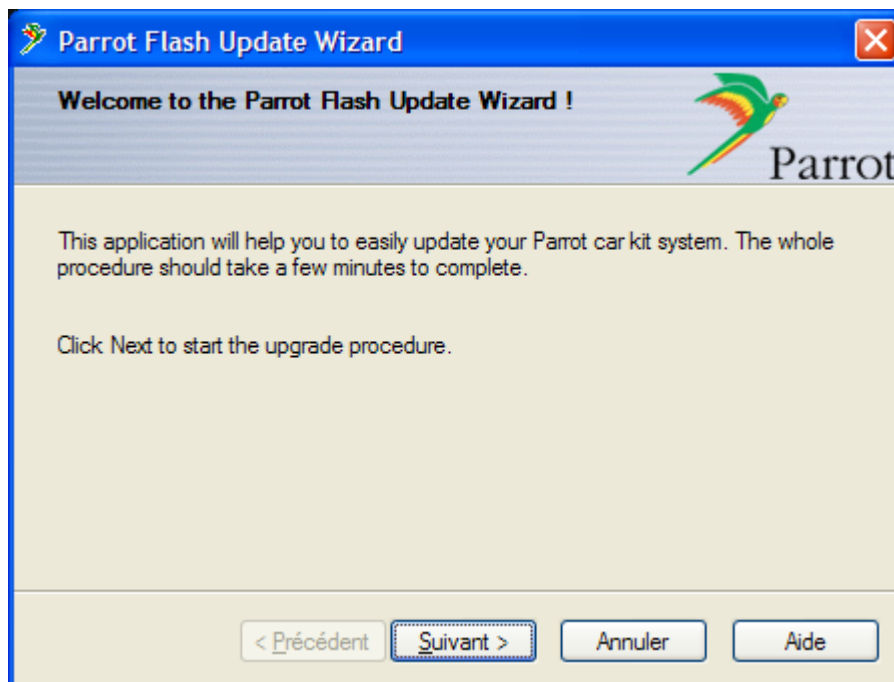 Parrot Flash Update Wizard
Welcome to the Parrot Flash Update Wizard !
Parrot
This application will help you to easily update your Parrot car kit system. The whole
procedure should take a few minutes to complete.
Click Next to start the upgrade procedure.
< Précédent Suivant > Annuler Aide